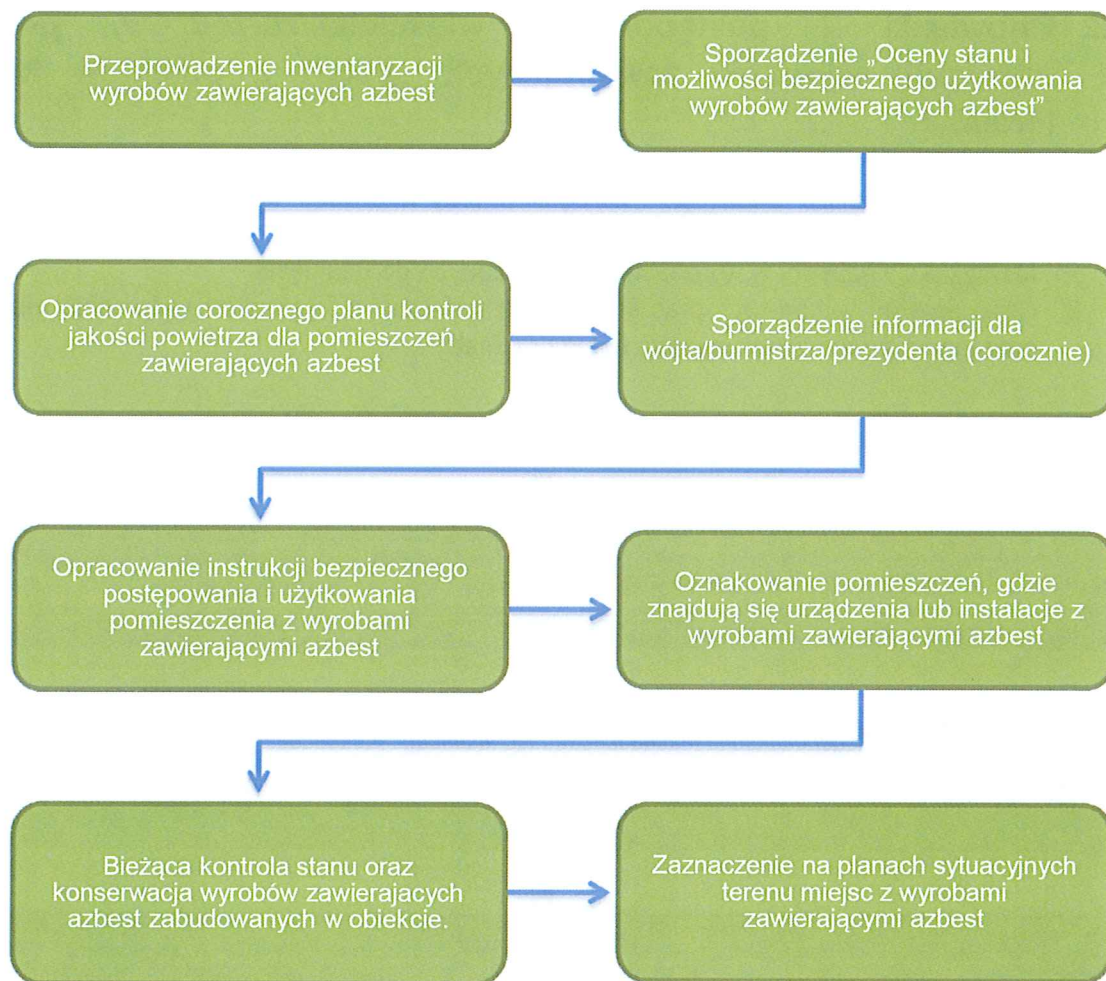 Przeprowadzenie inwentaryzacji
wyrobów zawierających azbest
Sporządzenie „Oceny stanu i
możliwości bezpiecznego użytkowania
wyrobów zawierających azbest”
Opracowanie corocznego planu kontroli
jakości powietrza dla pomieszczeń
zawierających azbest
Sporządzenie informacji dla
wójta/burmistrza/prezydenta (corocznie)
Opracowanie instrukcji bezpiecznego
postępowania i użytkowania
pomieszczenia z wyrobami
zawierającymi azbest
Oznakowanie pomieszczeń, gdzie
znajdują się urządzenia lub instalacje z
wyrobami zawierającymi azbest
Bieżąca kontrola stanu oraz
konserwacja wyrobów zawierajacych
azbest zabudowanych w obiekcie.
Zaznaczenie na planach sytuacyjnych
terenu miejsc z wyrobami
zawierającymi azbest